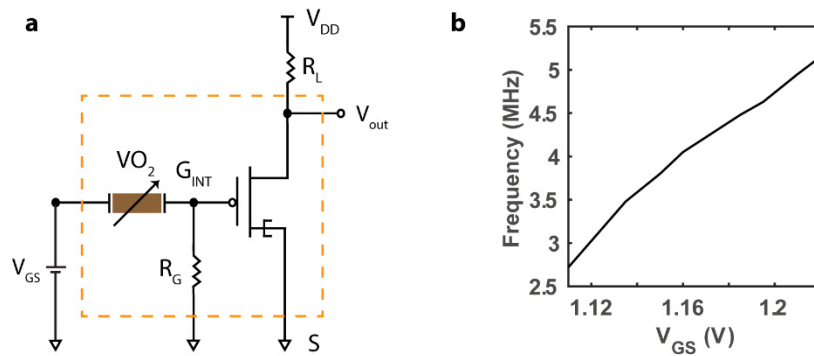 a
V_DD
R_L
V_out
VO_2
G_INT
V_GS
R_G
S
b
Frequency (MHz)
5.5
5
4.5
4
3.5
3
2.5
1.12
1.16
1.2
V_GS (V)